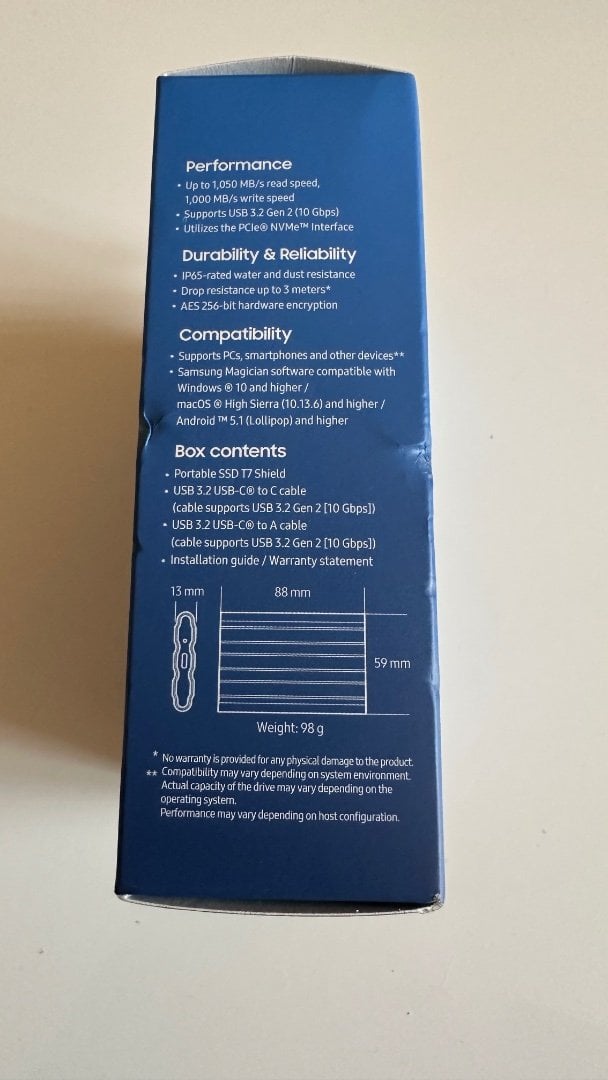 Performance
• Up to 1,050 MB/s read speed,
1,000 MB/s write speed
• Supports USB 3.2 Gen 2 (10 Gbps)
• Utilizes the PCIe® NVMe™ Interface
Durability & Reliability
• IP65-rated water and dust resistance
• Drop resistance up to 3 meters*
• AES 256-bit hardware encryption
Compatibility
• Supports PCs, smartphones and other devices**
• Samsung Magician software compatible with
Windows ® 10 and higher /
macOS ® High Sierra (10.13.6) and higher /
Android ™ 5.1 (Lollipop) and higher
Box contents
• Portable SSD T7 Shield
• USB 3.2 USB-C® to C cable
(cable supports USB 3.2 Gen 2 [10 Gbps])
• USB 3.2 USB-C® to A cable
(cable supports USB 3.2 Gen 2 [10 Gbps])
• Installation guide / Warranty statement
13 mm 88 mm
59 mm
Weight: 98 g
* No warranty is provided for any physical damage to the product.
** Compatibility may vary depending on system environment.
Actual capacity of the drive may vary depending on the
operating system.
Performance may vary depending on host configuration.